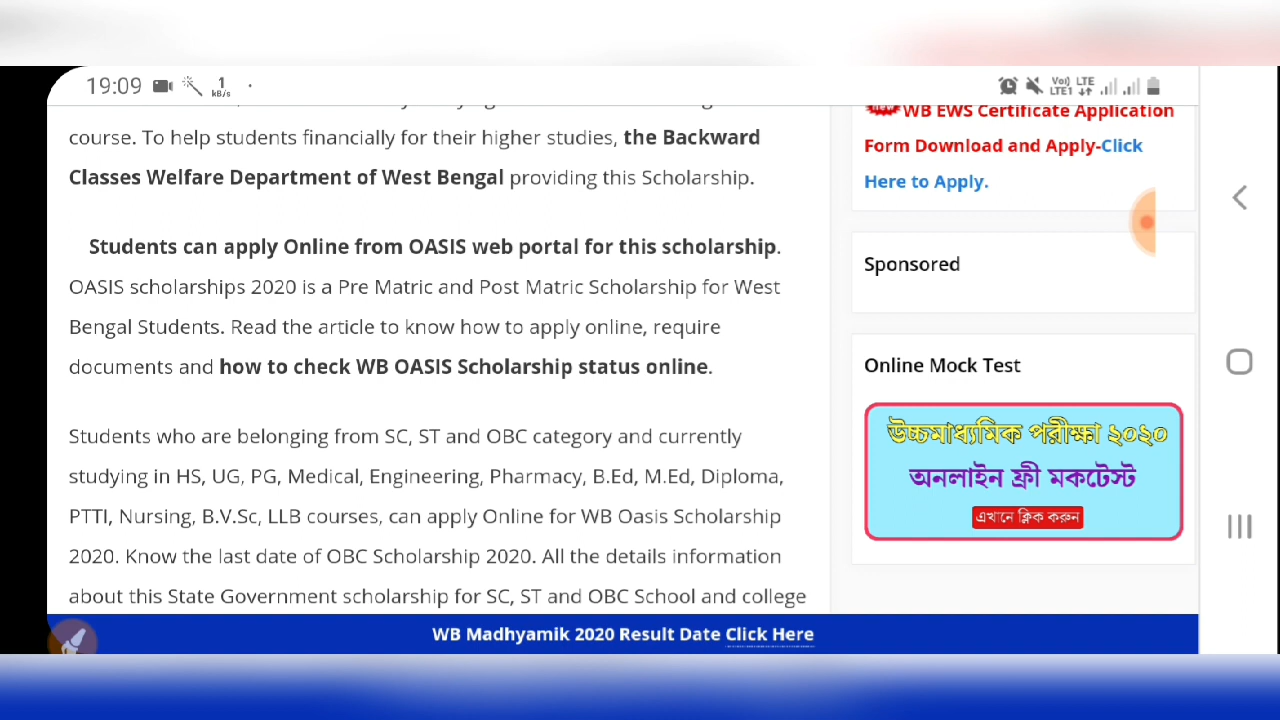 19:09
1
kB/s
Vo)) LTE
LTE1
course. To help students financially for their higher studies, the Backward
Classes Welfare Department of West Bengal providing this Scholarship.
Students can apply Online from OASIS web portal for this scholarship.
OASIS scholarships 2020 is a Pre Matric and Post Matric Scholarship for West
Bengal Students. Read the article to know how to apply online, require
documents and how to check WB OASIS Scholarship status online.
Students who are belonging from SC, ST and OBC category and currently
studying in HS, UG, PG, Medical, Engineering, Pharmacy, B.Ed, M.Ed, Diploma,
PTTI, Nursing, B.V.Sc, LLB courses, can apply Online for WB Oasis Scholarship
2020. Know the last date of OBC Scholarship 2020. All the details information
about this State Government scholarship for SC, ST and OBC School and college
WB EWS Certificate Application
Form Download and Apply-Click
Here to Apply.
Sponsored
Online Mock Test
উচ্চমাধ্যমিক পরীক্ষা ২০২০
অনলাইন ফ্রী মকটেস্ট
এখানে ক্লিক করুন
WB Madhyamik 2020 Result Date Click Here